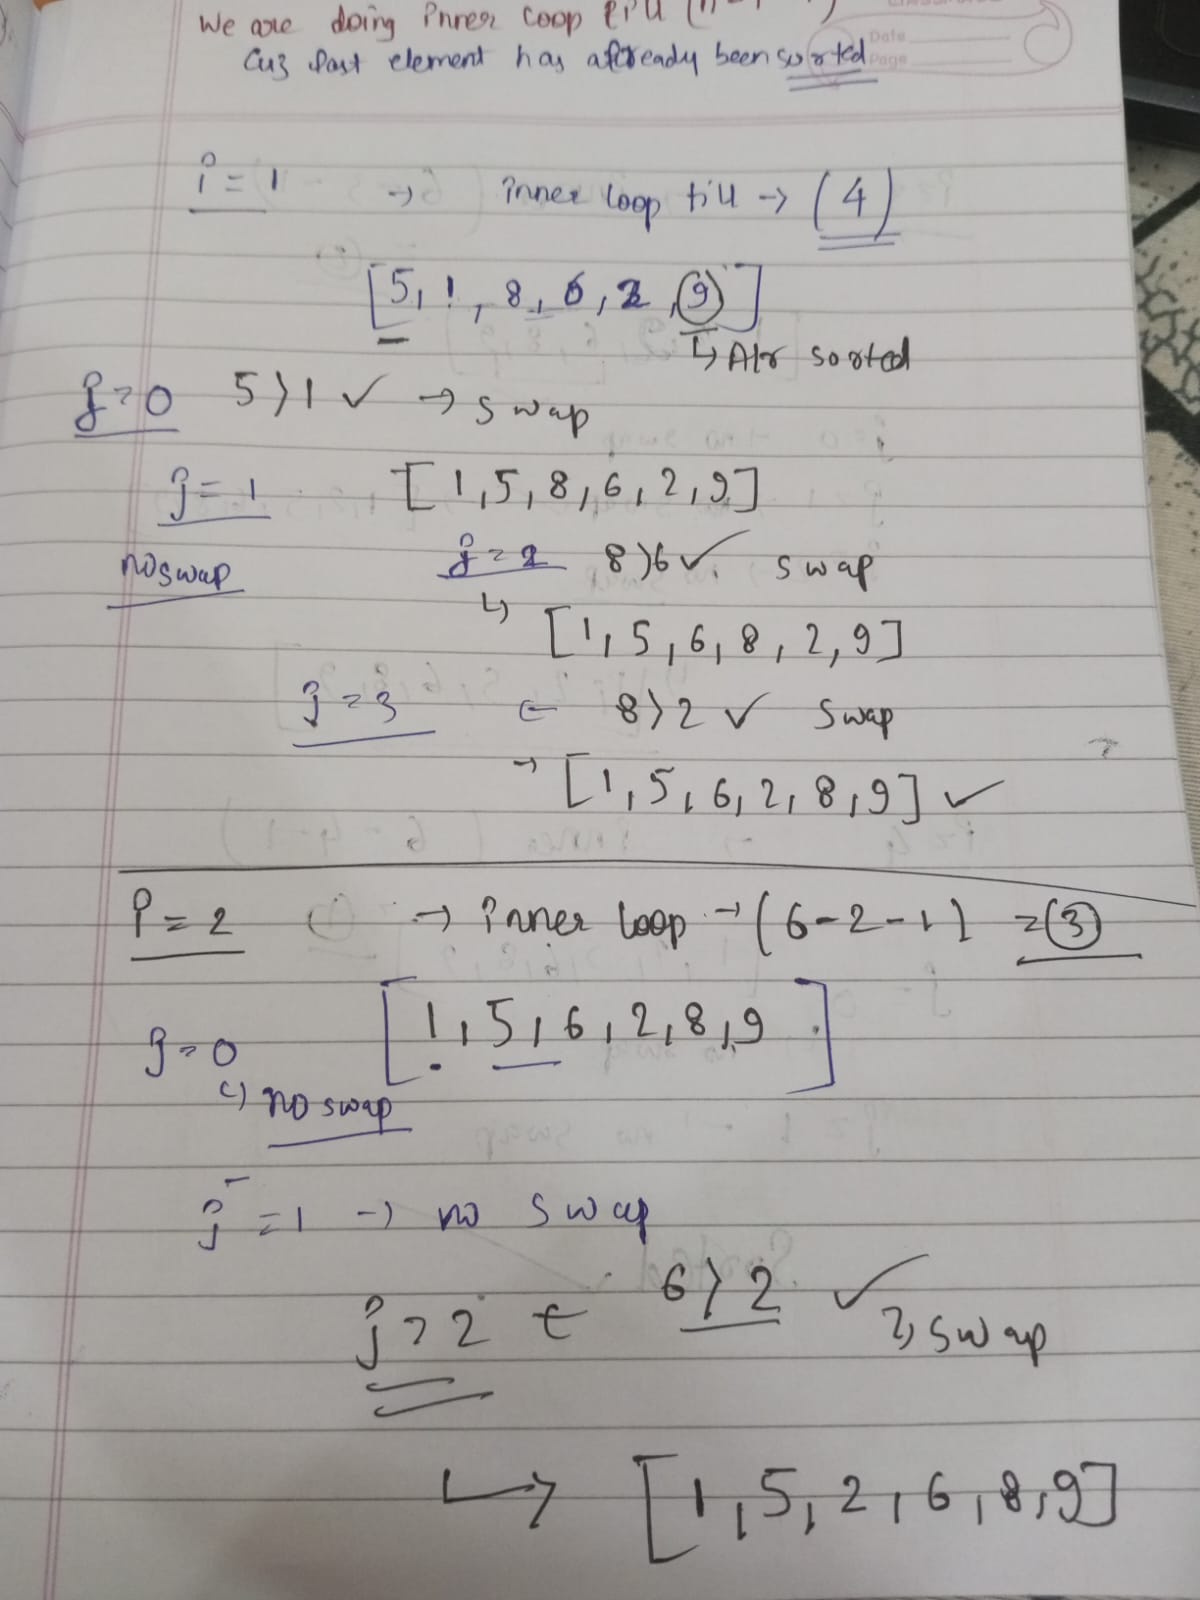 We are doing inner loop till (n-
Cuz last element has already been sorted
Date
Page
i = 1 → inner loop till → (4)
[5, 1, 8, 6, 2, 9]
↳ Alr sorted
j=0 5>1 ✓ → swap
j=1 [1,5,8,6,2,9]
no swap j=2 8>6 ✓ swap
↳ [1, 5, 6, 8, 2, 9]
j=3 ← 8>2 ✓ swap
→ [1, 5, 6, 2, 8, 9] ✓
i=2 → inner loop → (6-2-1) =(3)
[1, 5, 6, 2, 8, 9]
j=0
↳ no swap
j=1 → no swap
j=2 ← 6>2 ✓
↳ swap
↳ [1, 5, 2, 6, 8, 9]